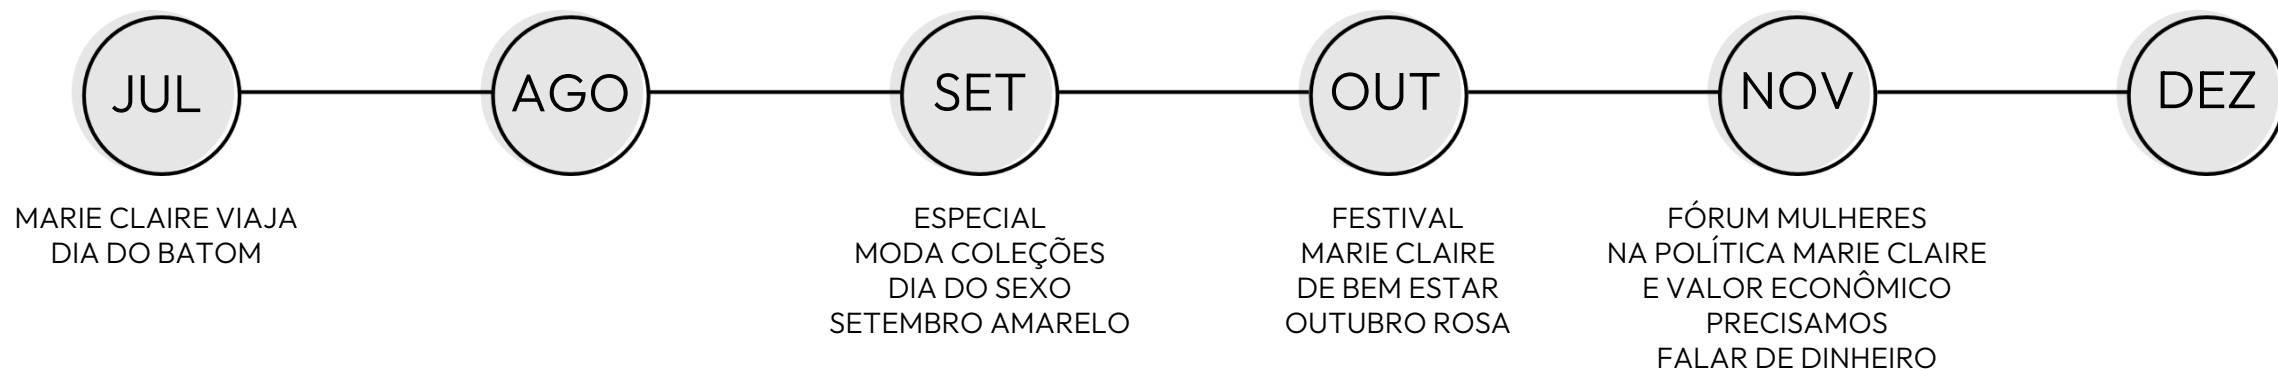 JUL
AGO
SET
OUT
NOV
DEZ
MARIE CLAIRE VIAJA
DIA DO BATOM
ESPECIAL
MODA COLEÇÕES
DIA DO SEXO
SETEMBRO AMARELO
FESTIVAL
MARIE CLAIRE
DE BEM ESTAR
OUTUBRO ROSA
FÓRUM MULHERES
NA POLÍTICA MARIE CLAIRE
E VALOR ECONÔMICO
PRECISAMOS
FALAR DE DINHEIRO